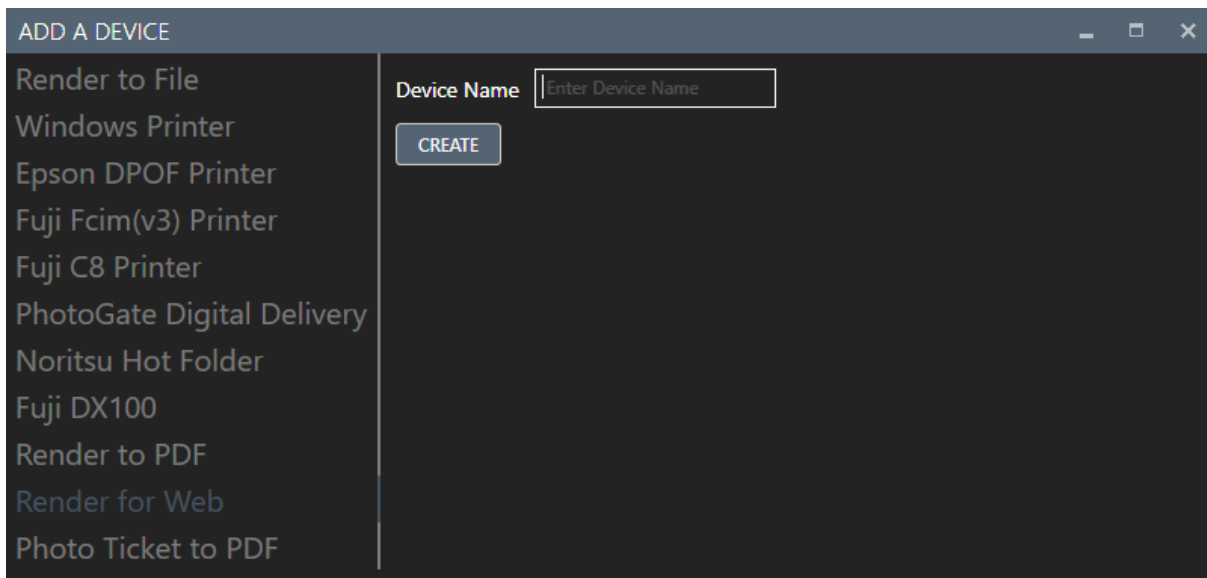 ADD A DEVICE
Render to File
Windows Printer
Epson DPOF Printer
Fuji Fcim(v3) Printer
Fuji C8 Printer
PhotoGate Digital Delivery
Noritsu Hot Folder
Fuji DX100
Render to PDF
Render for Web
Photo Ticket to PDF
Device Name Enter Device Name
CREATE